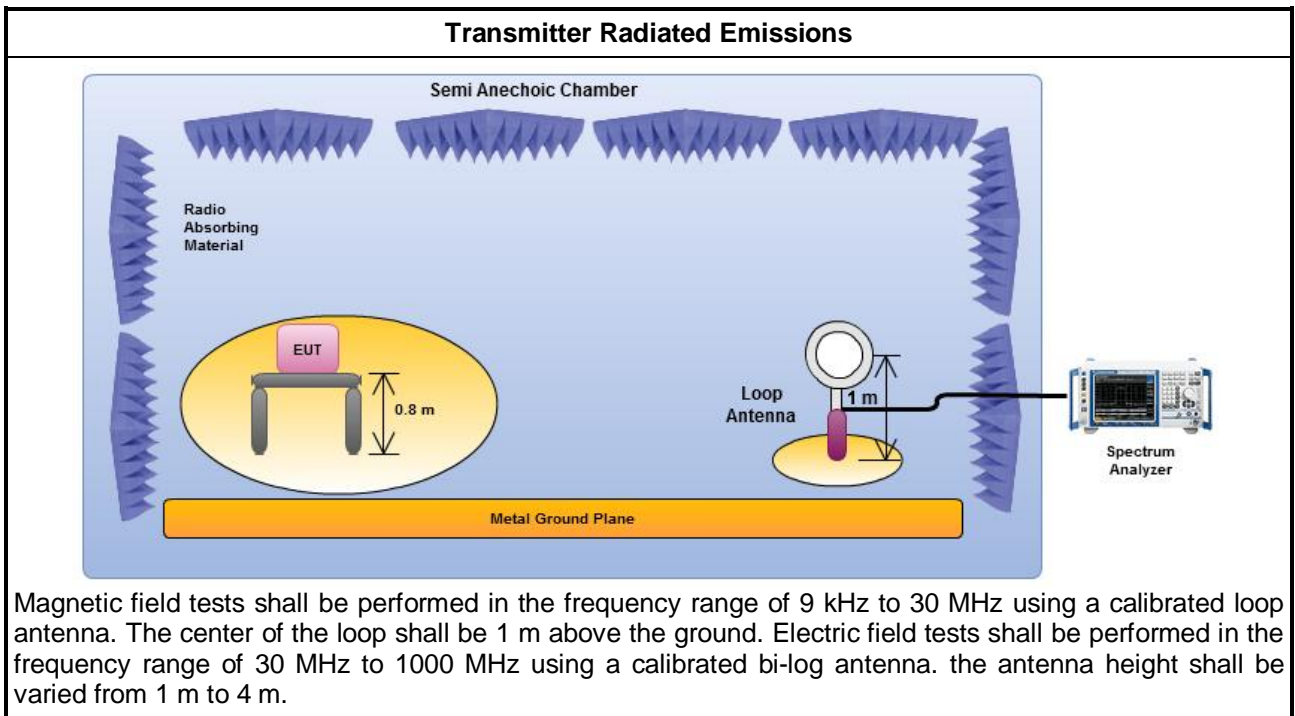 Transmitter Radiated Emissions
Semi Anechoic Chamber
Radio
Absorbing
Material
EUT
0.8 m
Loop
Antenna
1 m
Spectrum
Analyzer
Metal Ground Plane
Magnetic field tests shall be performed in the frequency range of 9 kHz to 30 MHz using a calibrated loop
antenna. The center of the loop shall be 1 m above the ground. Electric field tests shall be performed in the
frequency range of 30 MHz to 1000 MHz using a calibrated bi-log antenna. the antenna height shall be
varied from 1 m to 4 m.